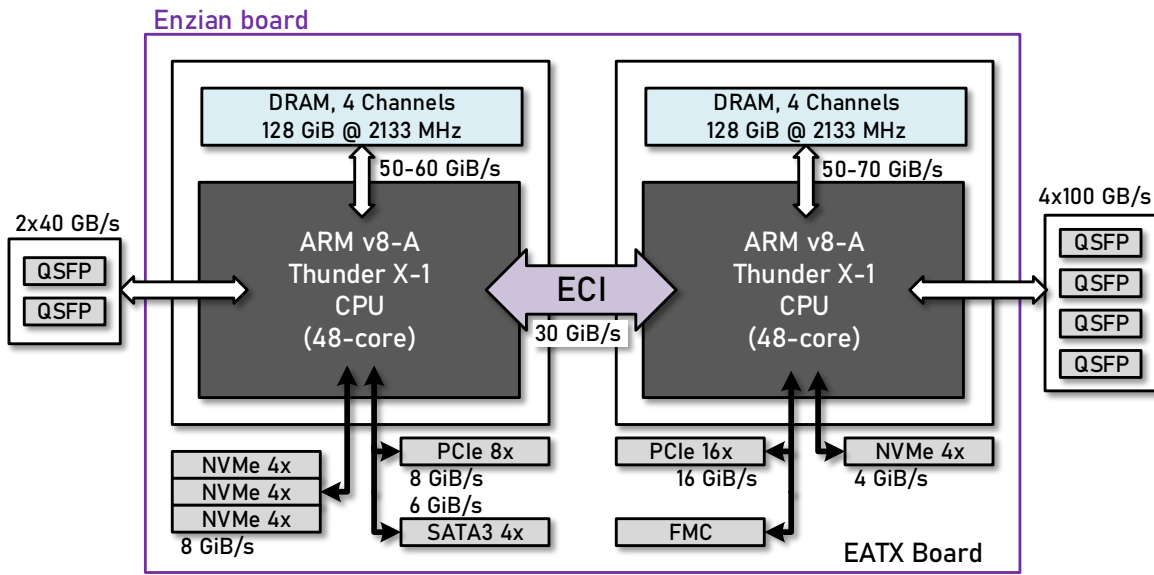 Enzian board
DRAM, 4 Channels
128 GiB @ 2133 MHz
50-60 GiB/s
ARM v8-A
Thunder X-1
CPU
(48-core)
2x40 GB/s
QSFP
QSFP
ECI
30 GiB/s
DRAM, 4 Channels
128 GiB @ 2133 MHz
50-70 GiB/s
ARM v8-A
Thunder X-1
CPU
(48-core)
4x100 GB/s
QSFP
QSFP
QSFP
QSFP
NVMe 4x
NVMe 4x
NVMe 4x
8 GiB/s
PCIe 8x
8 GiB/s
6 GiB/s
SATA3 4x
PCIe 16x
16 GiB/s
FMC
NVMe 4x
4 GiB/s
EATX Board